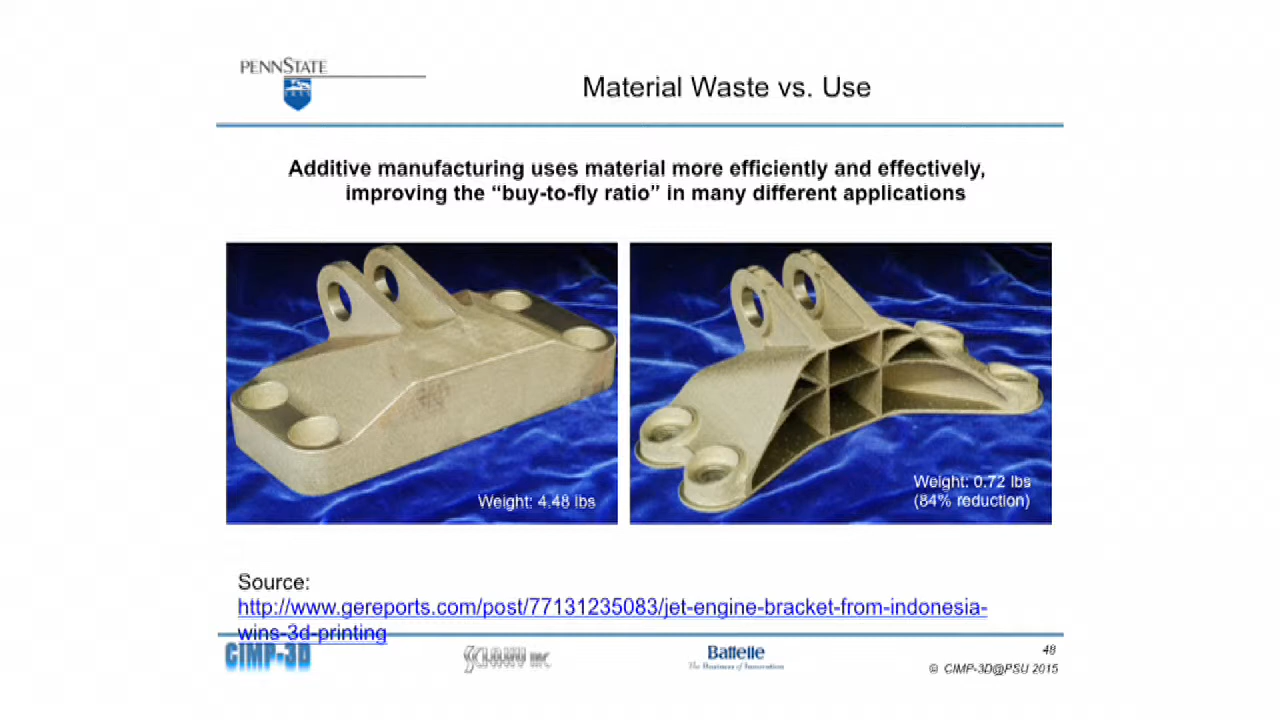 PENNSTATE
Material Waste vs. Use
Additive manufacturing uses material more efficiently and effectively,
improving the “buy-to-fly ratio” in many different applications
Weight: 4.48 lbs
Weight: 0.72 lbs
(84% reduction)
Source:
http://www.gereports.com/post/77131235083/jet-engine-bracket-from-indonesia-
wins-3d-printing
CIMP-3D
SCIAKY INC
Battelle
The Business of Innovation
48
© CIMP-3D@PSU 2015